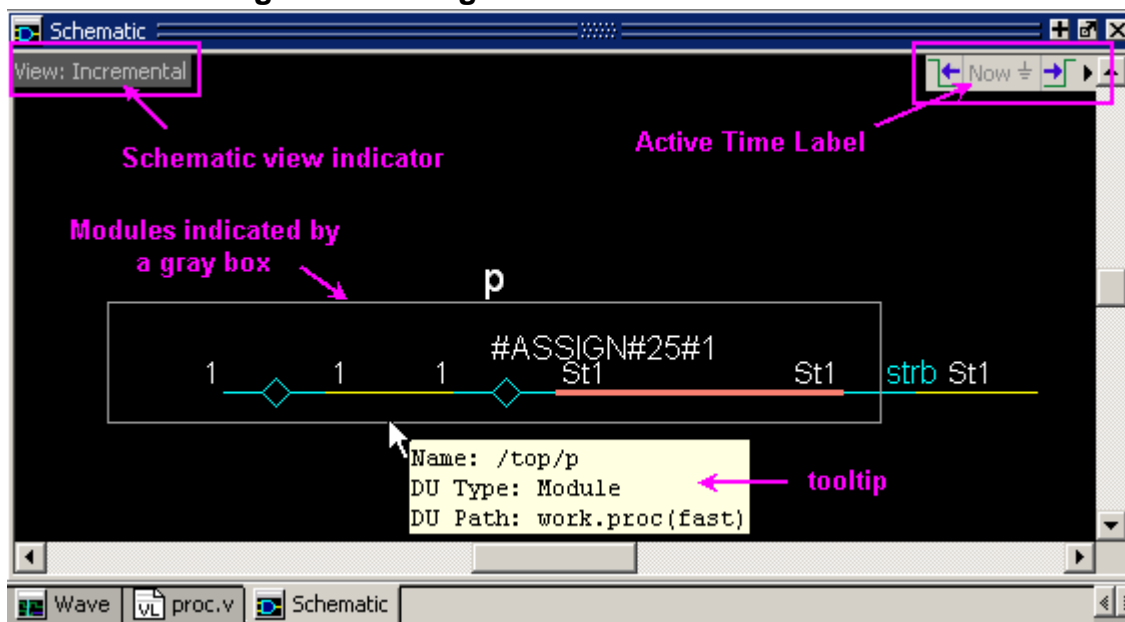 Schematic
View: Incremental
Now
Schematic view indicator
Active Time Label
Modules indicated by
a gray box
p
#ASSIGN#25#1
1 1 1 St1 St1 strb St1
Name: /top/p
DU Type: Module
DU Path: work.proc(fast)
tooltip
Wave
VL proc.v
Schematic